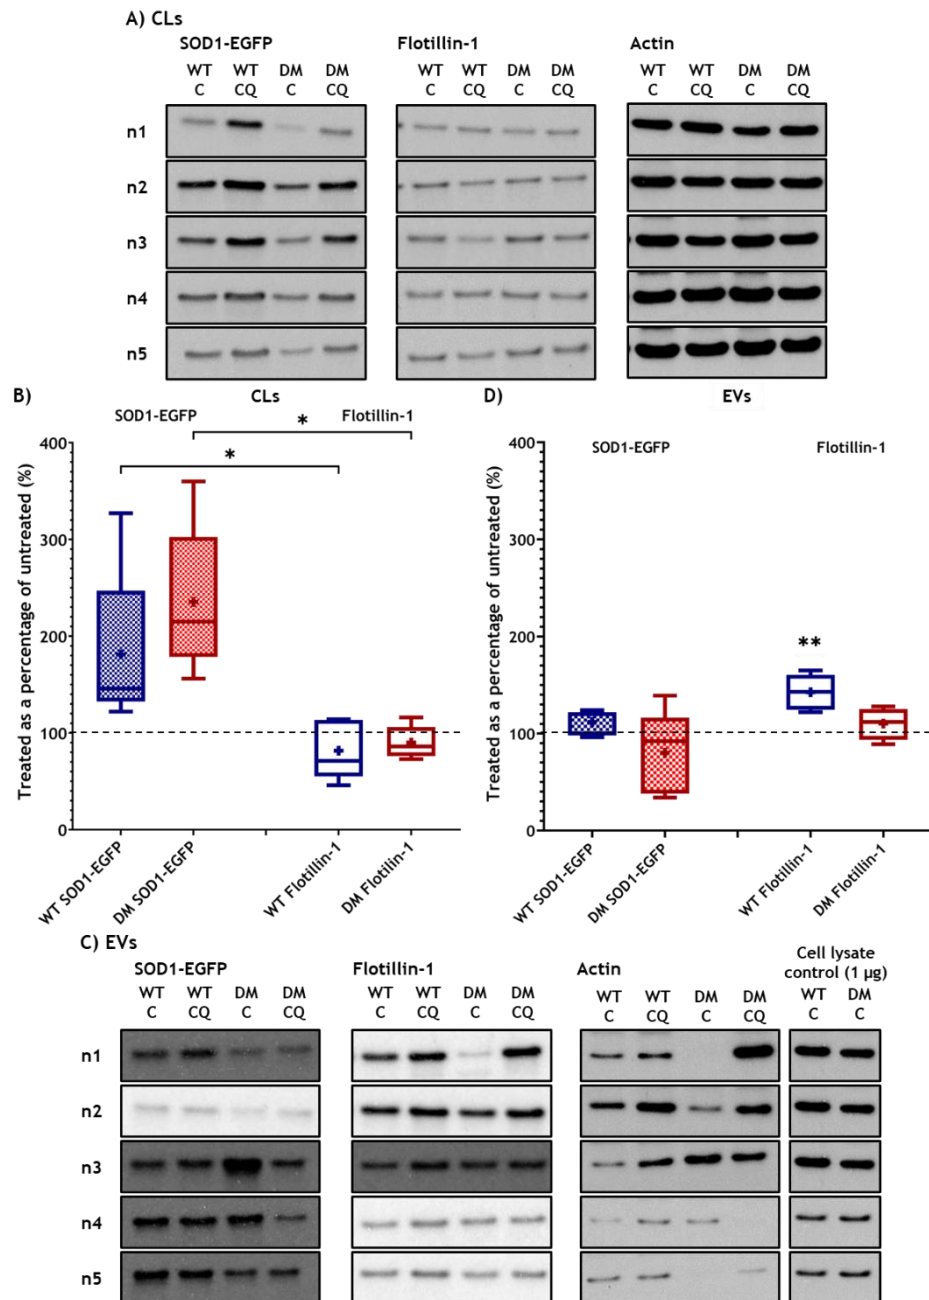 A) CLs
SOD1-EGFP Flotillin-1 Actin
WT WT DM DM WT WT DM DM WT WT DM DM
C CQ C CQ C CQ C CQ C CQ C CQ
n1
n2
n3
n4
n5
B) CLs
SOD1-EGFP Flotillin-1
*
*
Treated as a percentage of untreated (%)
400
300
200
100
0
WT SOD1-EGFP
DM SOD1-EGFP
WT Flotillin-1
DM Flotillin-1
D) EVs
SOD1-EGFP Flotillin-1
**
Treated as a percentage of untreated (%)
400
300
200
100
0
WT SOD1-EGFP
DM SOD1-EGFP
WT Flotillin-1
DM Flotillin-1
C) EVs
SOD1-EGFP Flotillin-1 Actin Cell lysate
control (1 µg)
WT WT DM DM WT WT DM DM WT WT DM DM WT DM
C CQ C CQ C CQ C CQ C CQ C CQ C C
n1
n2
n3
n4
n5